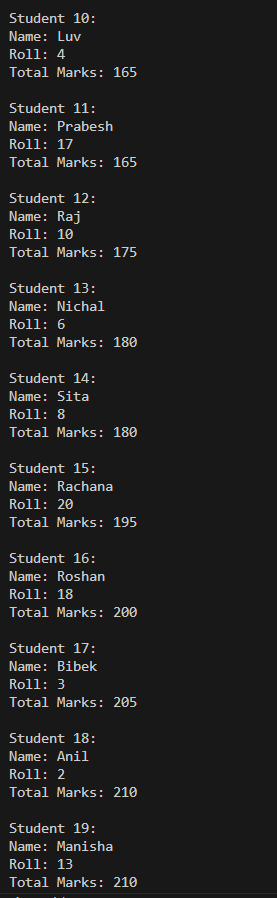 Student 10:
Name: Luv
Roll: 4
Total Marks: 165
Student 11:
Name: Prabesh
Roll: 17
Total Marks: 165
Student 12:
Name: Raj
Roll: 10
Total Marks: 175
Student 13:
Name: Nichal
Roll: 6
Total Marks: 180
Student 14:
Name: Sita
Roll: 8
Total Marks: 180
Student 15:
Name: Rachana
Roll: 20
Total Marks: 195
Student 16:
Name: Roshan
Roll: 18
Total Marks: 200
Student 17:
Name: Bibek
Roll: 3
Total Marks: 205
Student 18:
Name: Anil
Roll: 2
Total Marks: 210
Student 19:
Name: Manisha
Roll: 13
Total Marks: 210